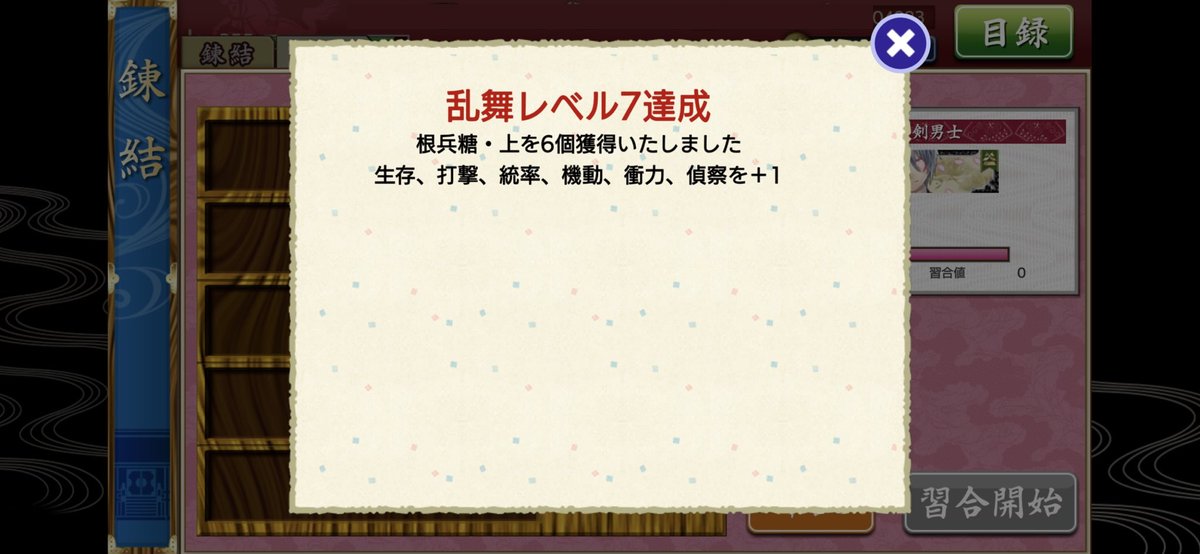 錬結
錬結
目録
乱舞レベル7達成
根兵糖・上を6個獲得いたしました
生存、打撃、統率、機動、衝力、偵察を+1
剣男士
習合値 0
習合開始